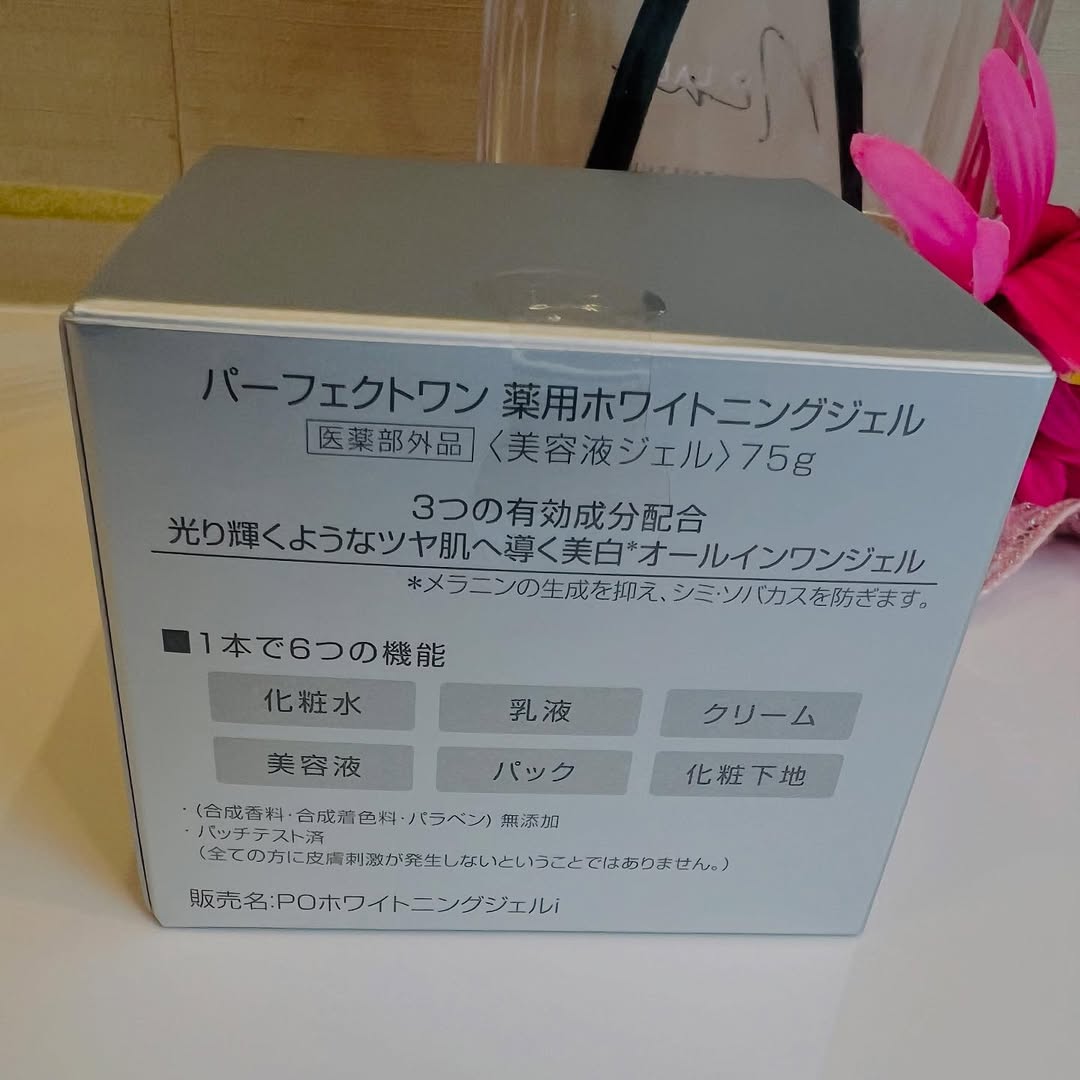 パーフェクトワン 薬用ホワイトニングジェル
医薬部外品 〈美容液ジェル〉75g
3つの有効成分配合
光り輝くようなツヤ肌へ導く美白*オールインワンジェル
*メラニンの生成を抑え、シミ・ソバカスを防ぎます。
■1本で6つの機能
化粧水 乳液 クリーム
美容液 パック 化粧下地
・(合成香料・合成着色料・パラベン) 無添加
・パッチテスト済
(全ての方に皮膚刺激が発生しないということではありません。)
販売名:POホワイトニングジェルi